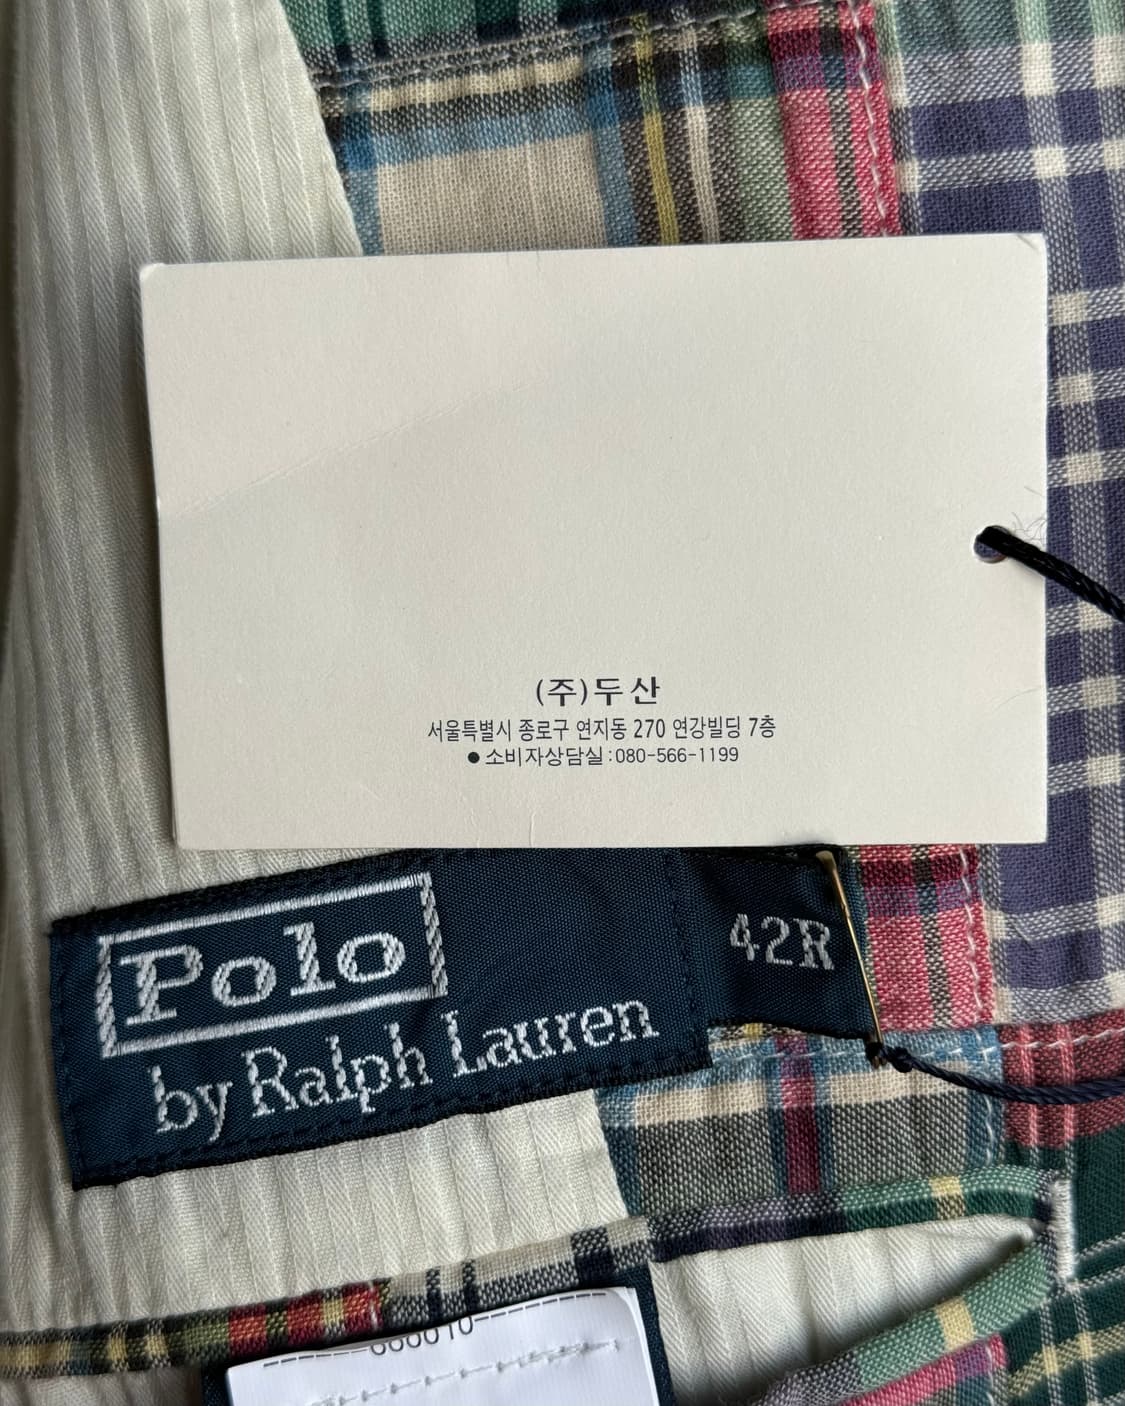 (주)두산
서울특별시 종로구 연지동 270 연강빌딩 7층
● 소비자상담실:080-566-1199
Polo
by Ralph Lauren
42R